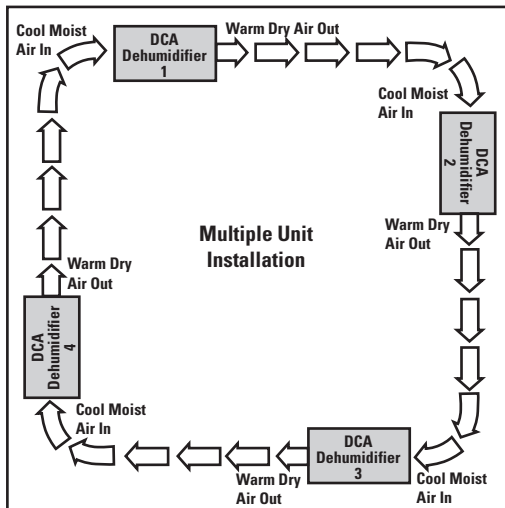 Cool Moist
Air In
DCA
Dehumidifier
1
Warm Dry Air Out
Cool Moist
Air In
DCA
Dehumidifier
2
Warm Dry
Air Out
Multiple Unit
Installation
Warm Dry
Air Out
DCA
Dehumidifier
4
Cool Moist
Air In
DCA
Dehumidifier
3
Warm Dry
Air Out
Cool Moist
Air In